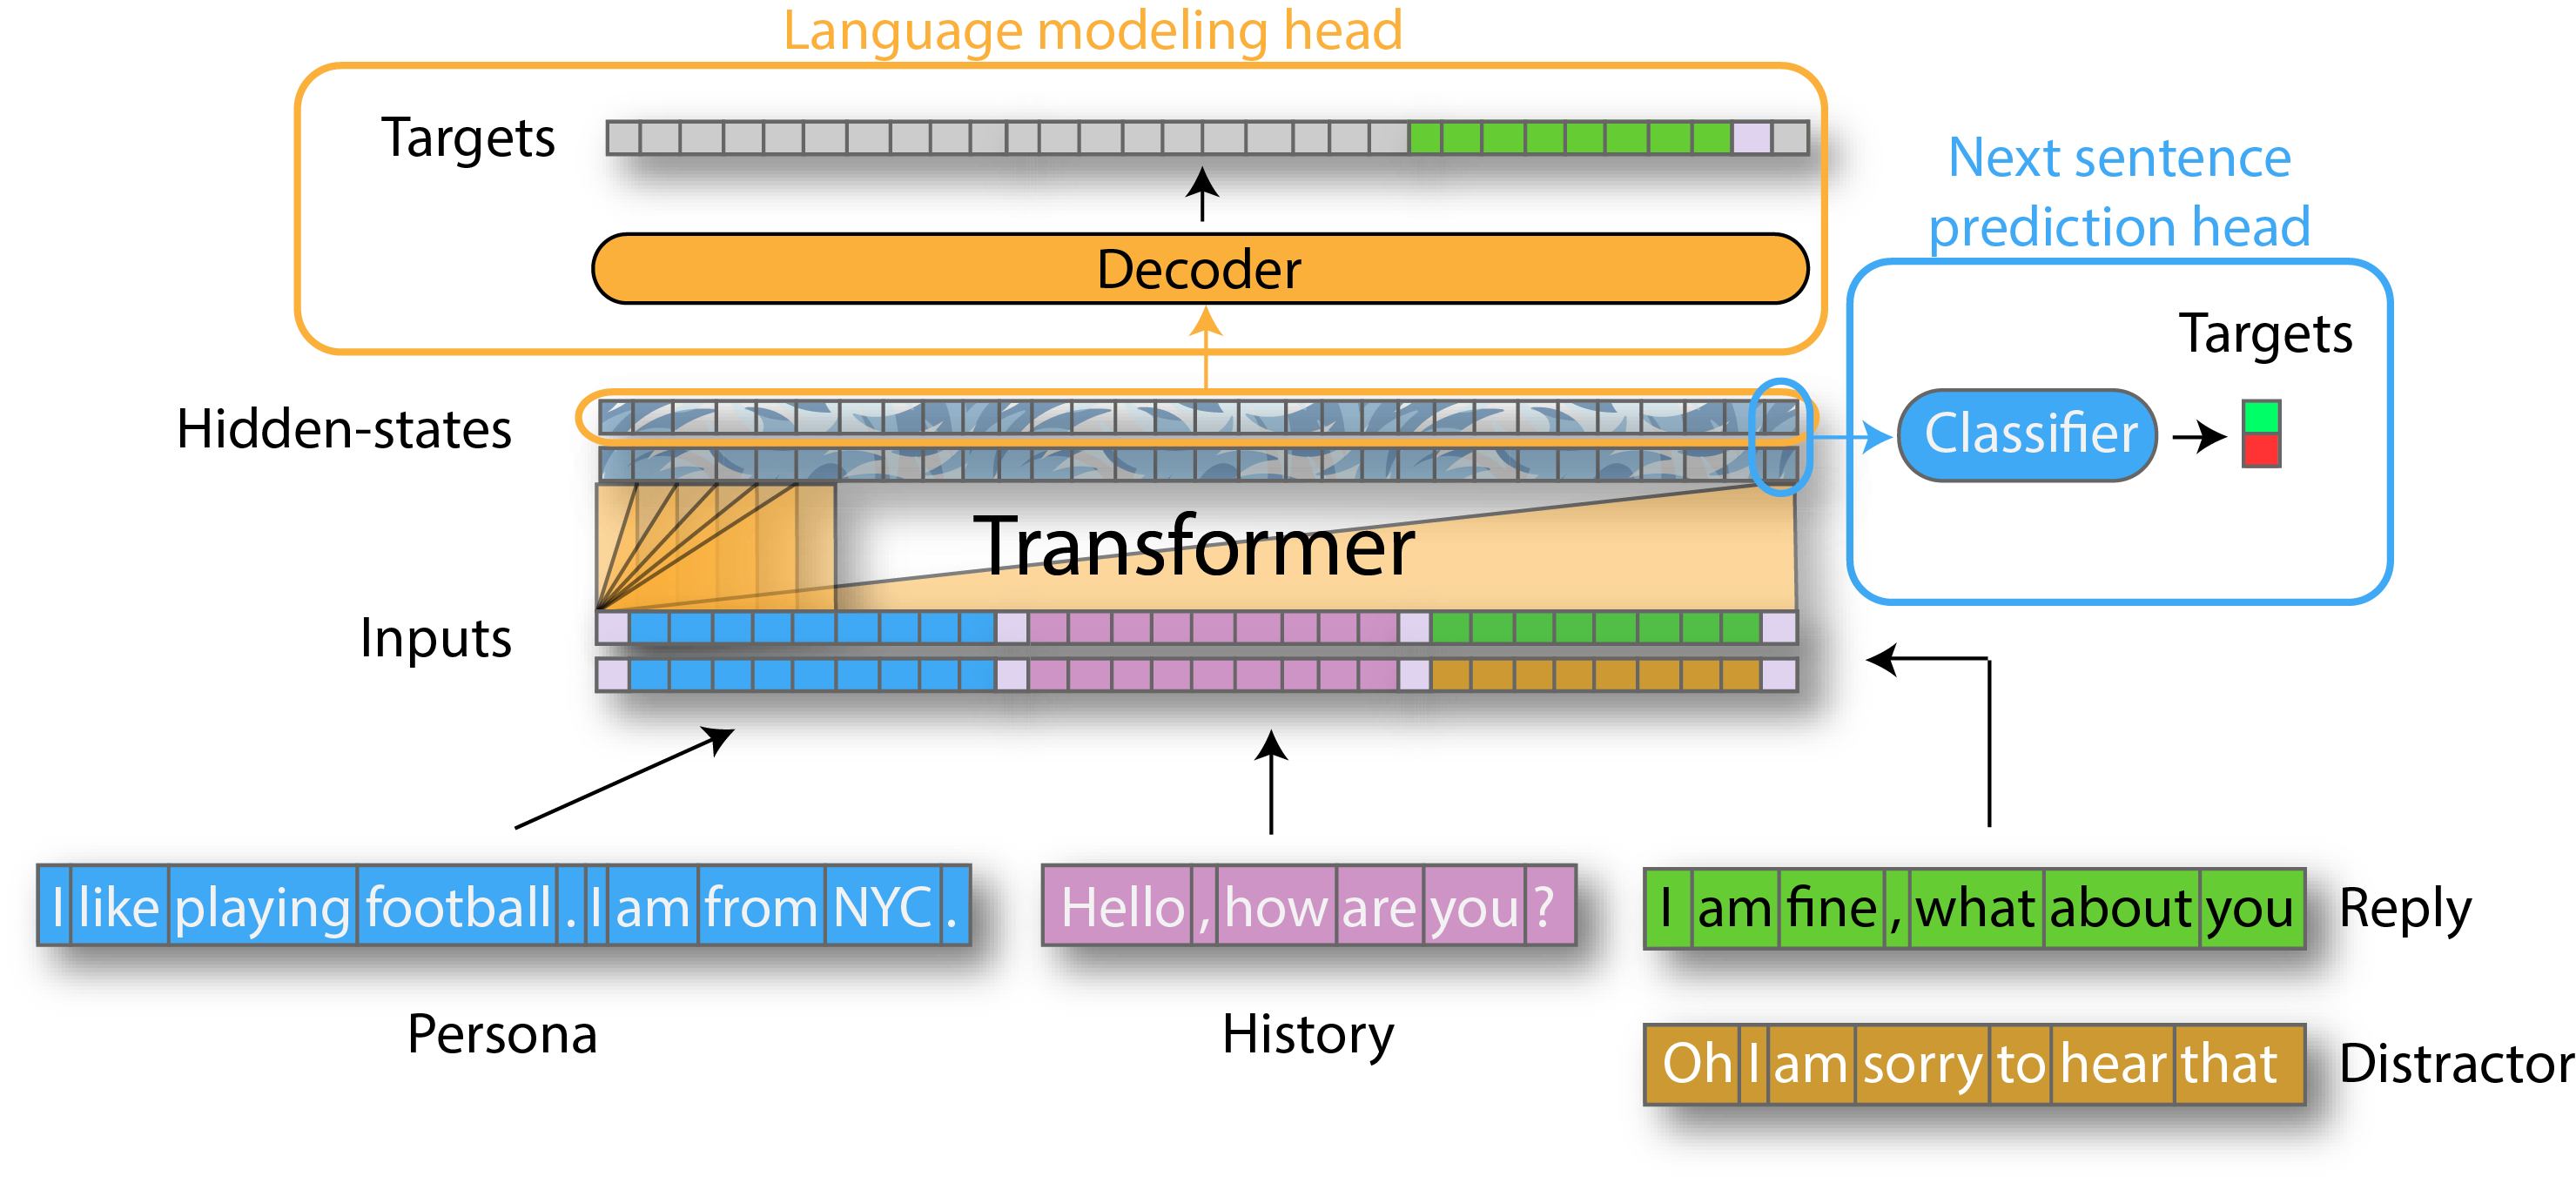 Language modeling head
Targets
Next sentence
prediction head
Decoder
Targets
Hidden-states
Classifier
Transformer
Inputs
I like playing football . I am from NYC .
Hello , how are you ?
I am fine , what about you
Reply
Persona
History
Oh I am sorry to hear that
Distractor